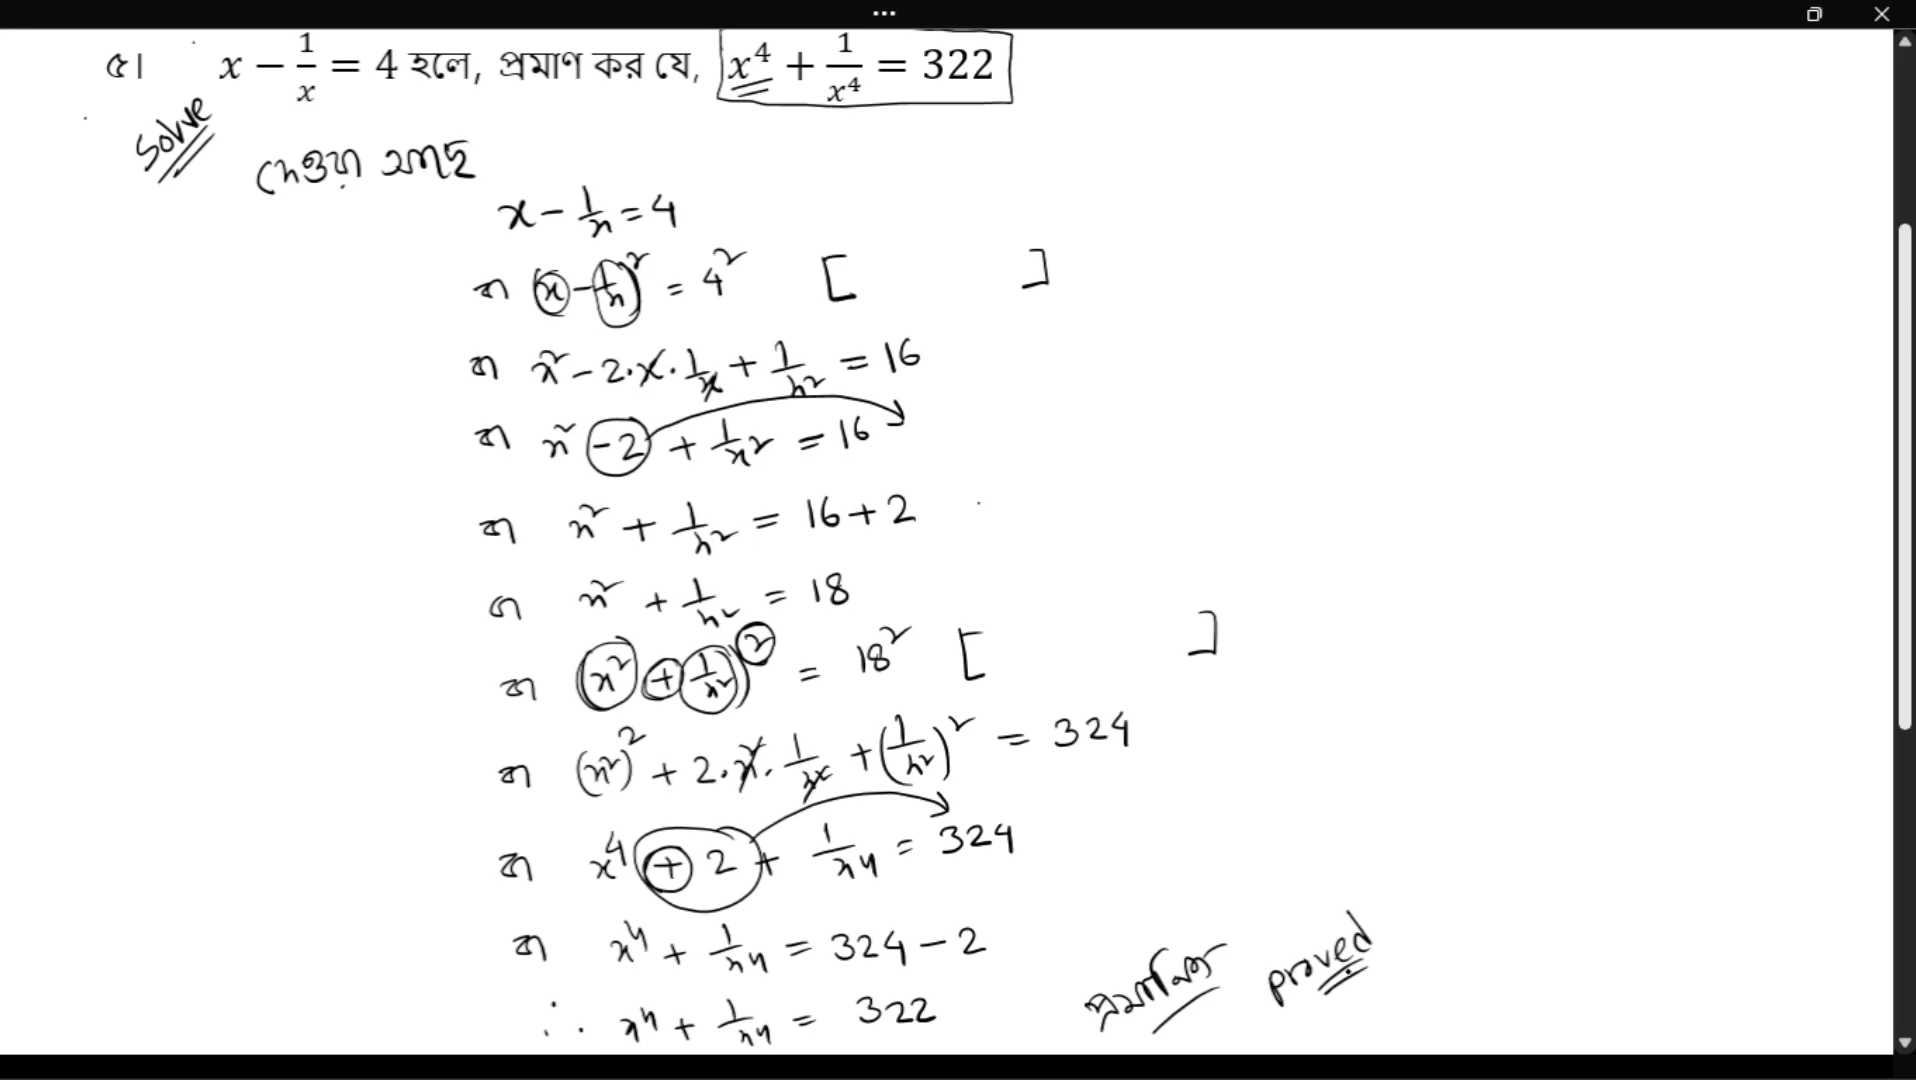 ৫। x − 1/x = 4 হলে, প্রমাণ কর যে, x⁴ + 1/x⁴ = 322
Solve
দেওয়া আছে
x − 1/x = 4
বা (x − 1/x)² = 4² [ ]
বা x² − 2·x·1/x + 1/x² = 16
বা x² − 2 + 1/x² = 16
বা x² + 1/x² = 16 + 2
বা x² + 1/x² = 18
বা (x² + 1/x²)² = 18² [ ]
বা (x²)² + 2·x²·1/x² + (1/x²)² = 324
বা x⁴ + 2 + 1/x⁴ = 324
বা x⁴ + 1/x⁴ = 324 − 2
∴ x⁴ + 1/x⁴ = 322
প্রমাণিত proved